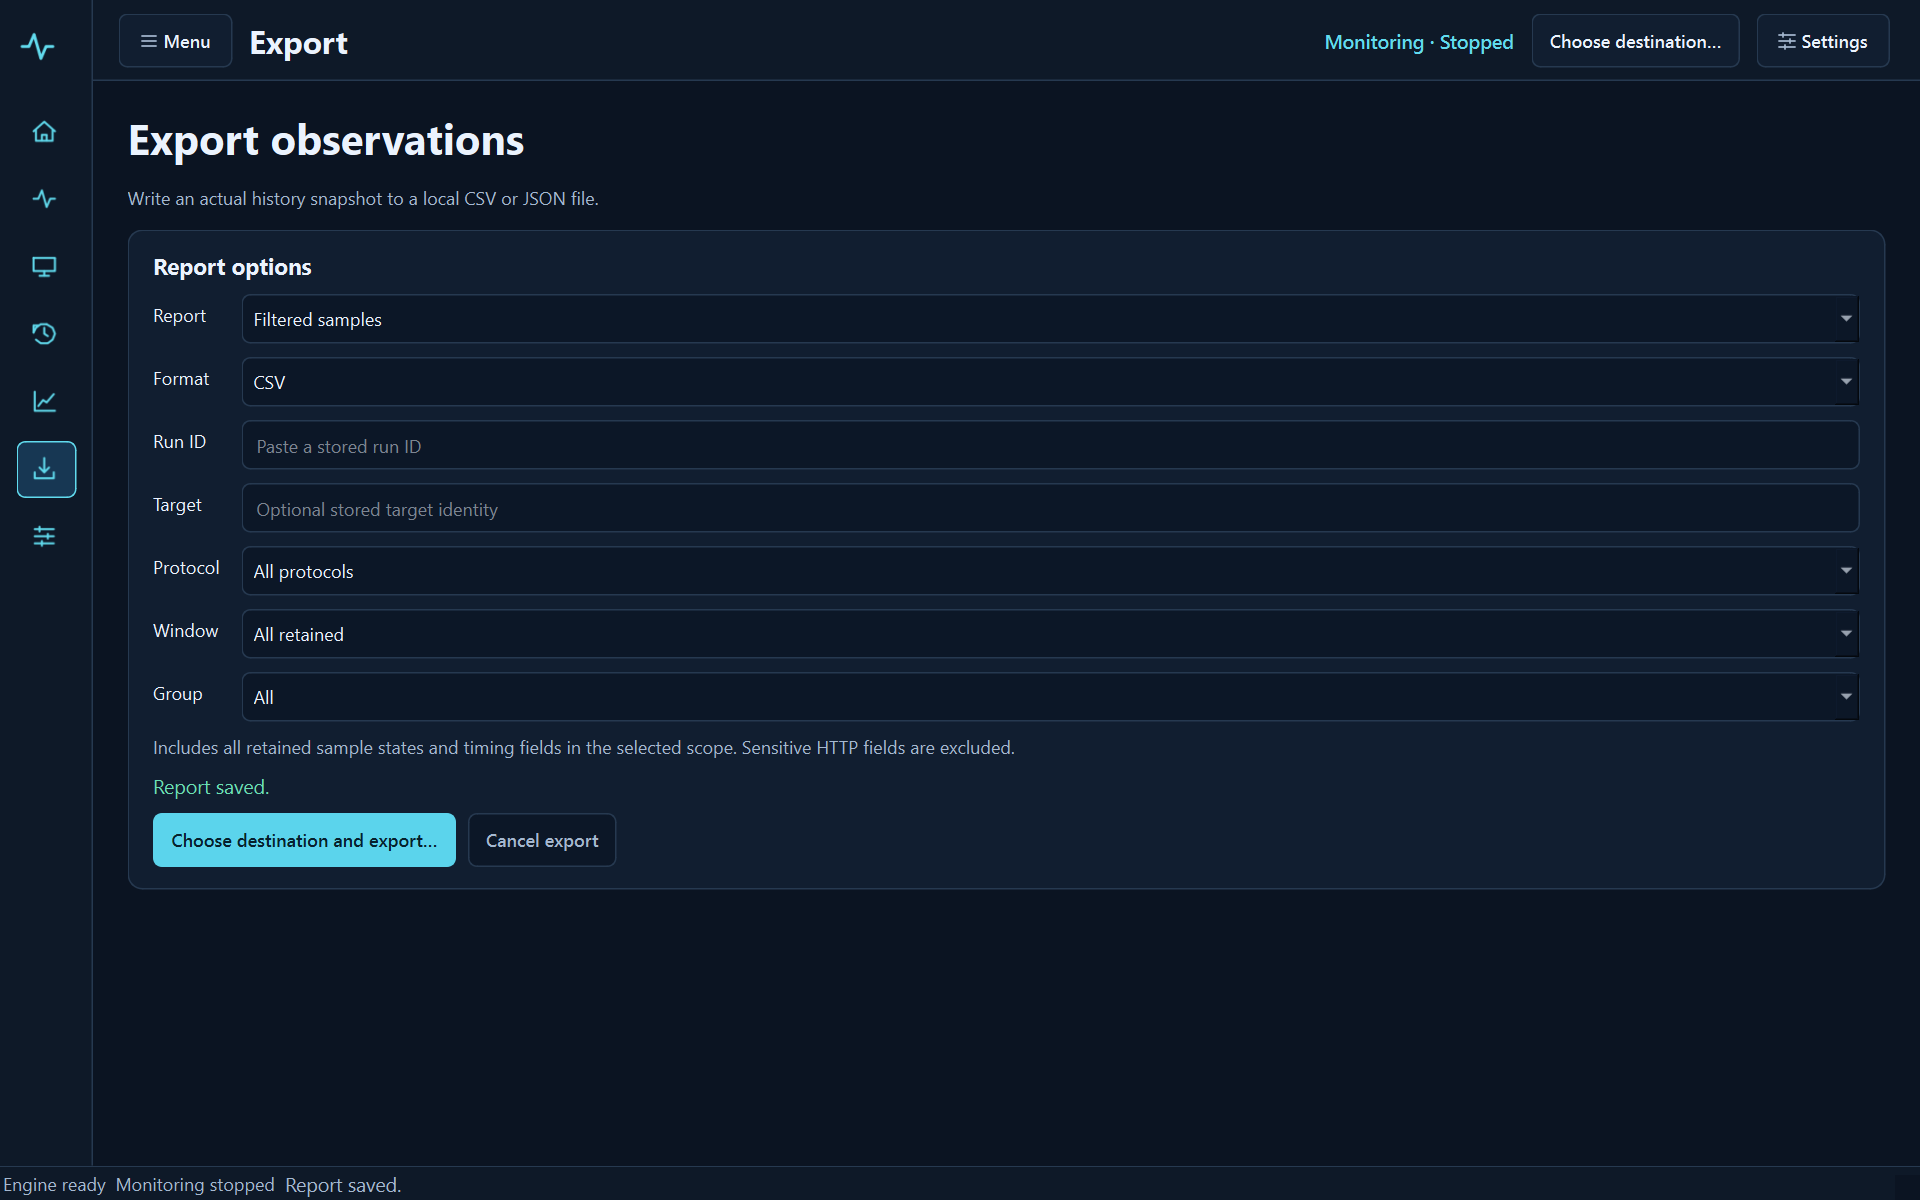 Menu
Export
Monitoring · Stopped
Choose destination...
Settings
Export observations
Write an actual history snapshot to a local CSV or JSON file.
Report options
Report
Filtered samples
Format
CSV
Run ID
Paste a stored run ID
Target
Optional stored target identity
Protocol
All protocols
Window
All retained
Group
All
Includes all retained sample states and timing fields in the selected scope. Sensitive HTTP fields are excluded.
Report saved.
Choose destination and export...
Cancel export
Engine ready Monitoring stopped Report saved.